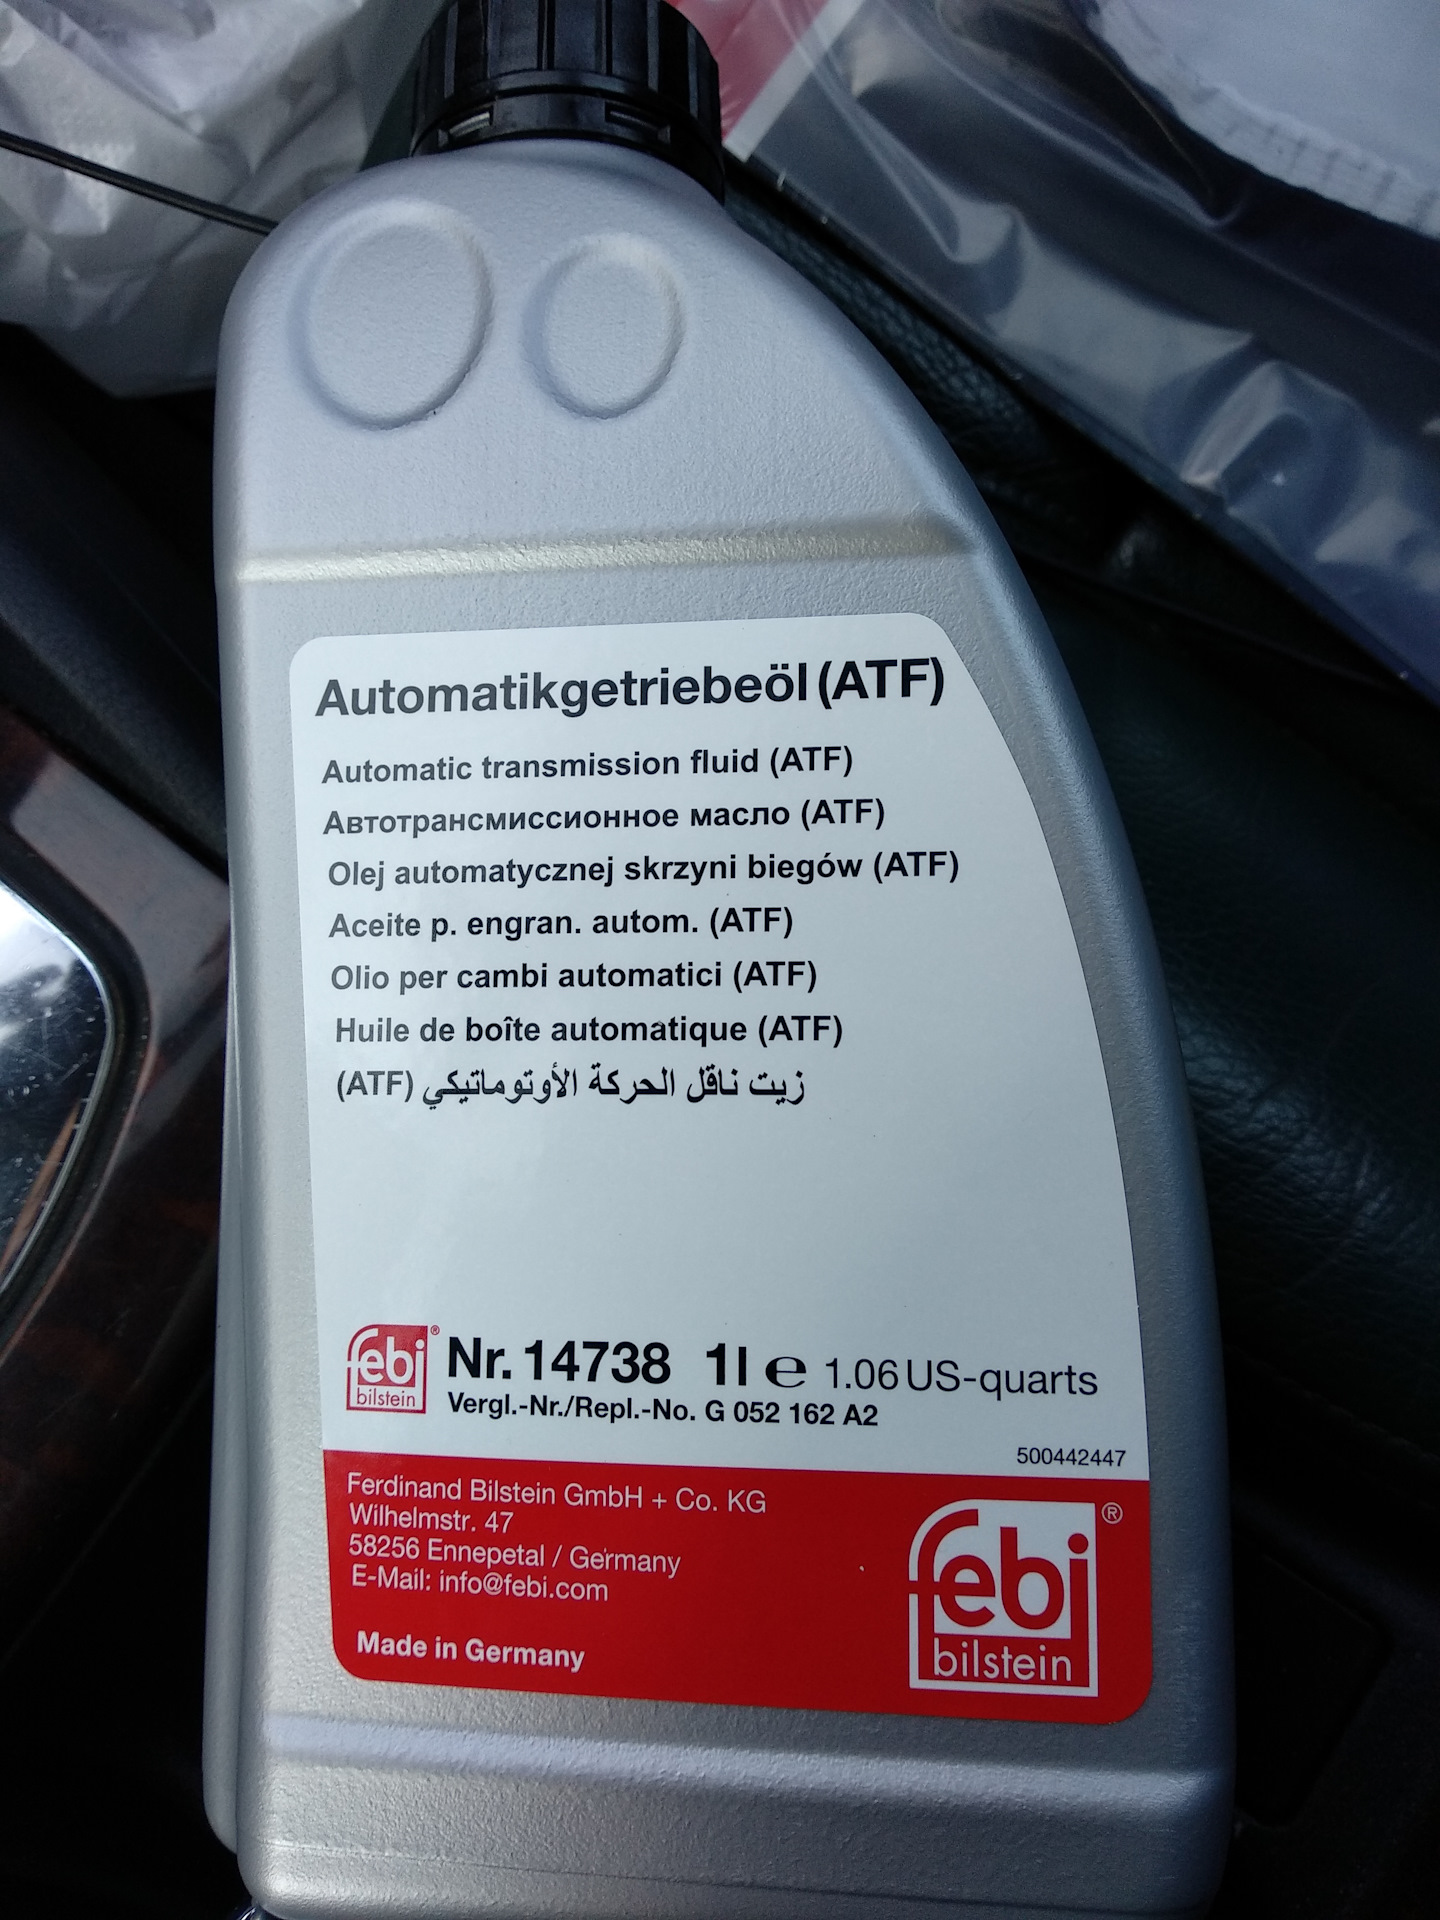 Automatikgetriebeöl (ATF)
Automatic transmission fluid (ATF)
Автотрансмиссионное масло (ATF)
Olej automatycznej skrzyni biegów (ATF)
Aceite p. engran. autom. (ATF)
Olio per cambi automatici (ATF)
Huile de boîte automatique (ATF)
زيت ناقل الحركة الأوتوماتيكي (ATF)
febi®
bilstein
Nr. 14738 1l e 1.06 US-quarts
Vergl.-Nr./Repl.-No. G 052 162 A2
500442447
Ferdinand Bilstein GmbH + Co. KG
Wilhelmstr. 47
58256 Ennepetal / Germany
E-Mail: info@febi.com
Made in Germany
febi®
bilstein